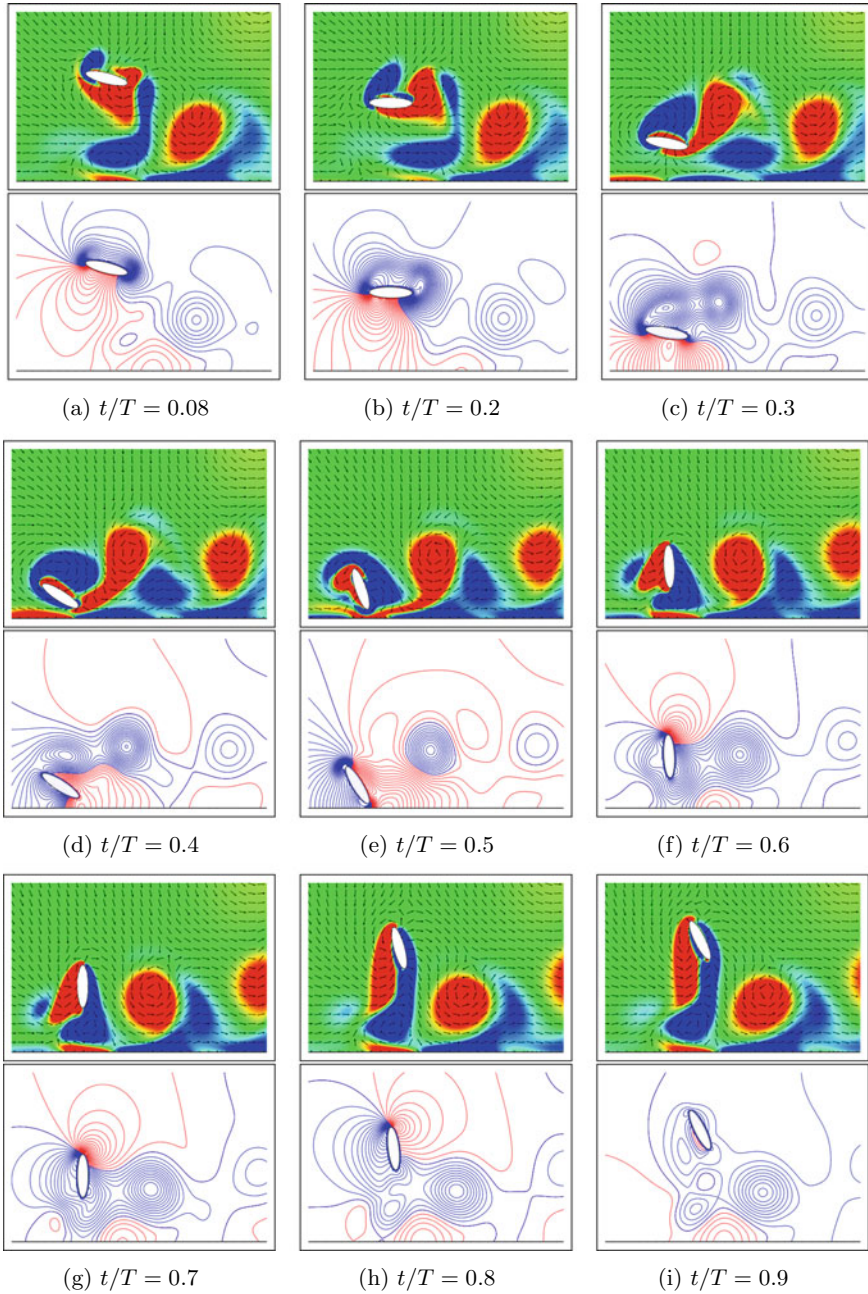 (a) t/T = 0.08
(b) t/T = 0.2
(c) t/T = 0.3
(d) t/T = 0.4
(e) t/T = 0.5
(f) t/T = 0.6
(g) t/T = 0.7
(h) t/T = 0.8
(i) t/T = 0.9